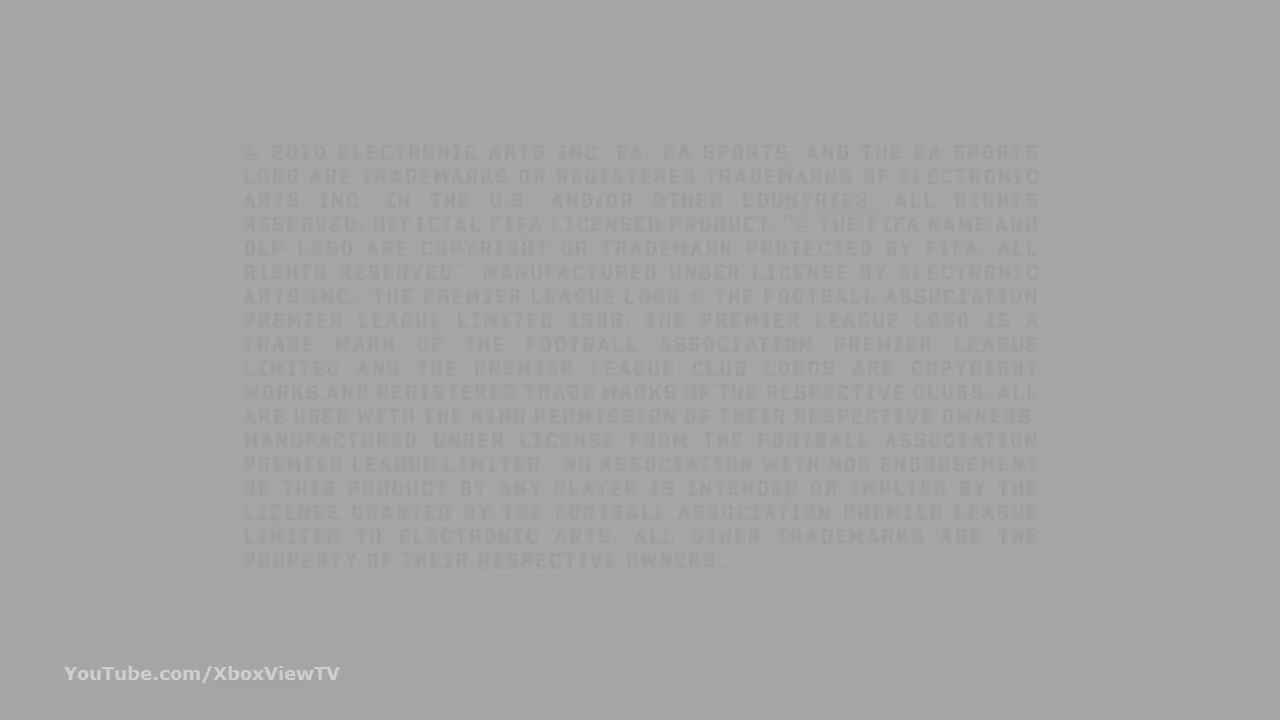 © 2010 ELECTRONIC ARTS INC. EA, EA SPORTS, AND THE EA SPORTS
LOGO ARE TRADEMARKS OR REGISTERED TRADEMARKS OF ELECTRONIC
ARTS INC. IN THE U.S. AND/OR OTHER COUNTRIES. ALL RIGHTS
RESERVED. OFFICIAL FIFA LICENSED PRODUCT. "© THE FIFA NAME AND
OLP LOGO ARE COPYRIGHT OR TRADEMARK PROTECTED BY FIFA. ALL
RIGHTS RESERVED." MANUFACTURED UNDER LICENSE BY ELECTRONIC
ARTS INC. THE PREMIER LEAGUE LOGO © THE FOOTBALL ASSOCIATION
PREMIER LEAGUE LIMITED 1996. THE PREMIER LEAGUE LOGO IS A
TRADE MARK OF THE FOOTBALL ASSOCIATION PREMIER LEAGUE
LIMITED AND THE PREMIER LEAGUE CLUB LOGOS ARE COPYRIGHT
WORKS AND REGISTERED TRADE MARKS OF THE RESPECTIVE CLUBS. ALL
ARE USED WITH THE KIND PERMISSION OF THEIR RESPECTIVE OWNERS.
MANUFACTURED UNDER LICENSE FROM THE FOOTBALL ASSOCIATION
PREMIER LEAGUE LIMITED. NO ASSOCIATION WITH NOR ENDORSEMENT
OF THIS PRODUCT BY ANY PLAYER IS INTENDED OR IMPLIED BY THE
LICENSE GRANTED BY THE FOOTBALL ASSOCIATION PREMIER LEAGUE
LIMITED TO ELECTRONIC ARTS. ALL OTHER TRADEMARKS ARE THE
PROPERTY OF THEIR RESPECTIVE OWNERS.
YouTube.com/XboxViewTV